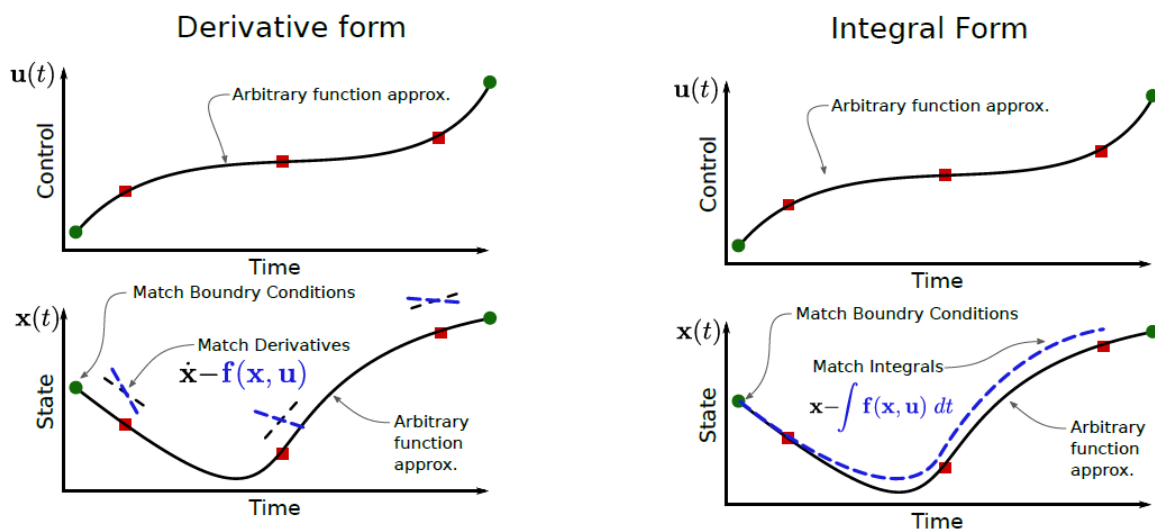 Derivative form
u(t)
Arbitrary function approx.
Control
Time
Match Boundry Conditions
x(t)
Match Derivatives
ẋ−f(x, u)
State
Arbitrary
function
approx.
Time
Integral Form
u(t)
Arbitrary function approx.
Control
Time
Match Boundry Conditions
x(t)
Match Integrals
x−∫ f(x, u) dt
State
Arbitrary
function
approx.
Time